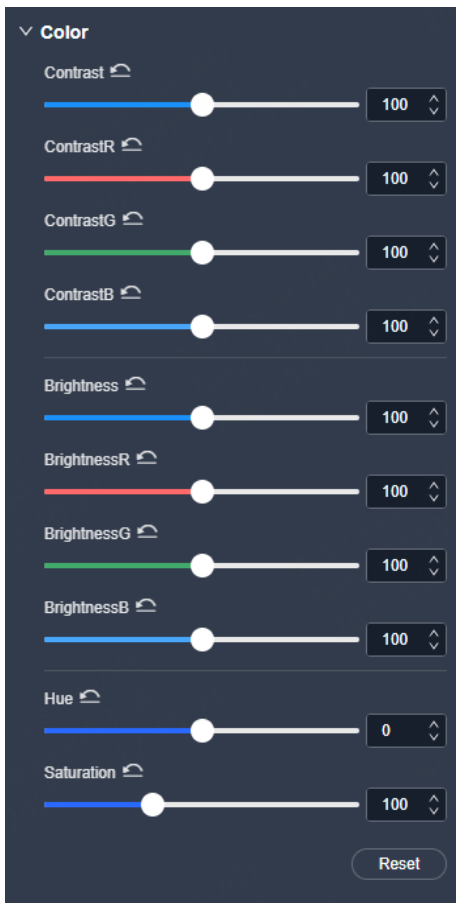 Color
Contrast
100
ContrastR
100
ContrastG
100
ContrastB
100
Brightness
100
BrightnessR
100
BrightnessG
100
BrightnessB
100
Hue
0
Saturation
100
Reset